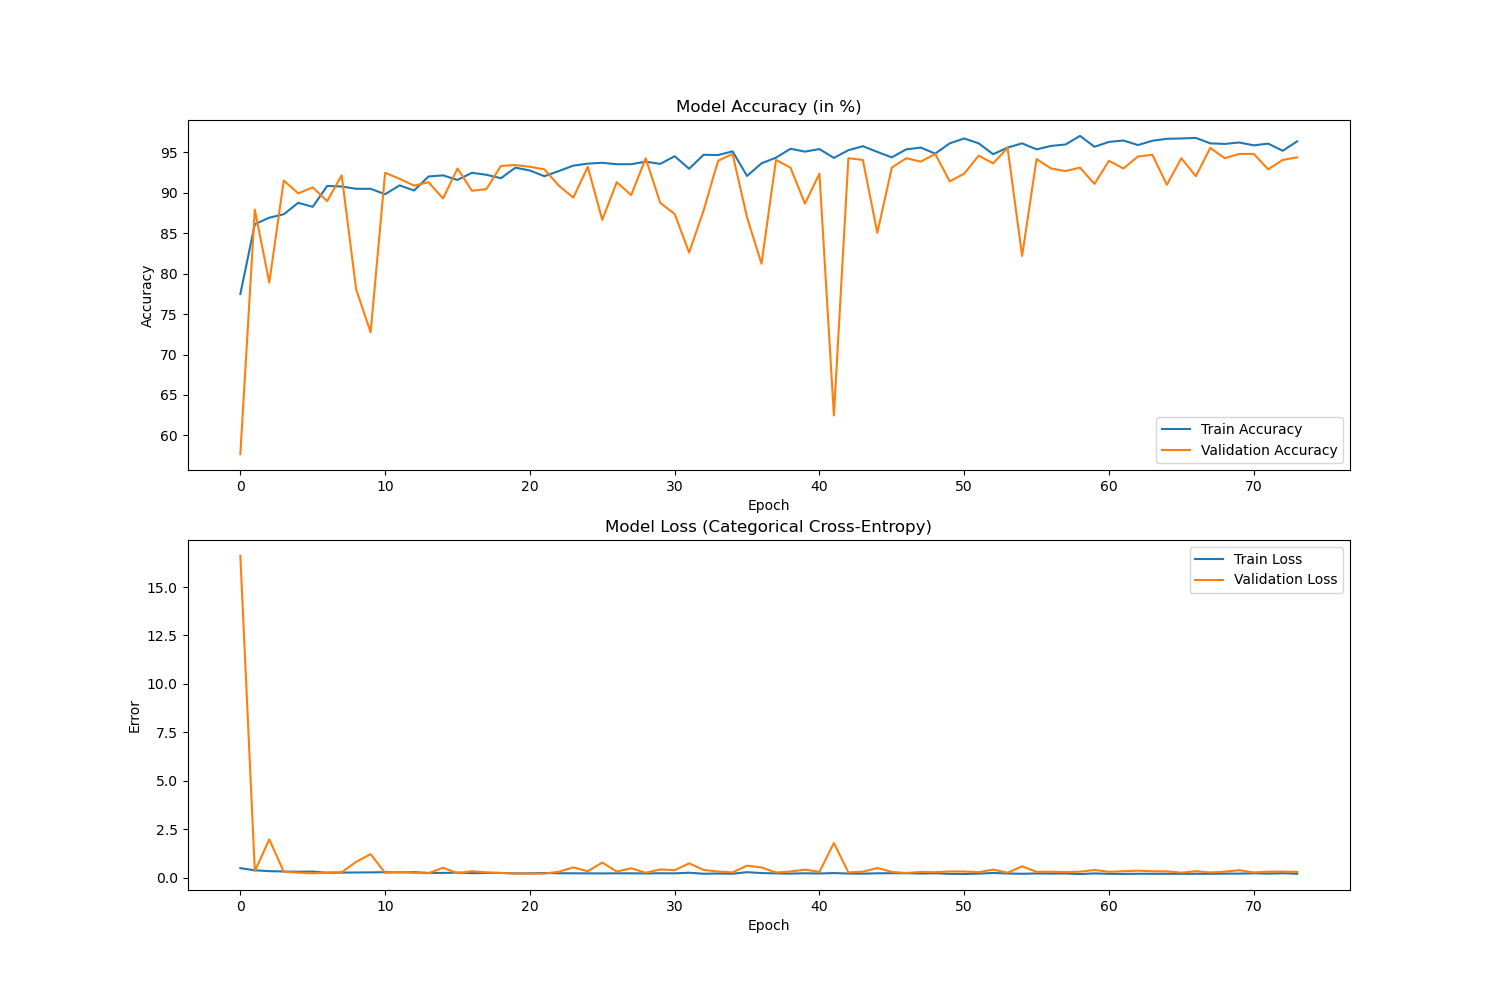 Model Accuracy (in %)
Accuracy
95
90
85
80
75
70
65
60
Train Accuracy
Validation Accuracy
0 10 20 30 40 50 60 70
Epoch
Model Loss (Categorical Cross-Entropy)
Error
15.0
12.5
10.0
7.5
5.0
2.5
0.0
Train Loss
Validation Loss
0 10 20 30 40 50 60 70
Epoch